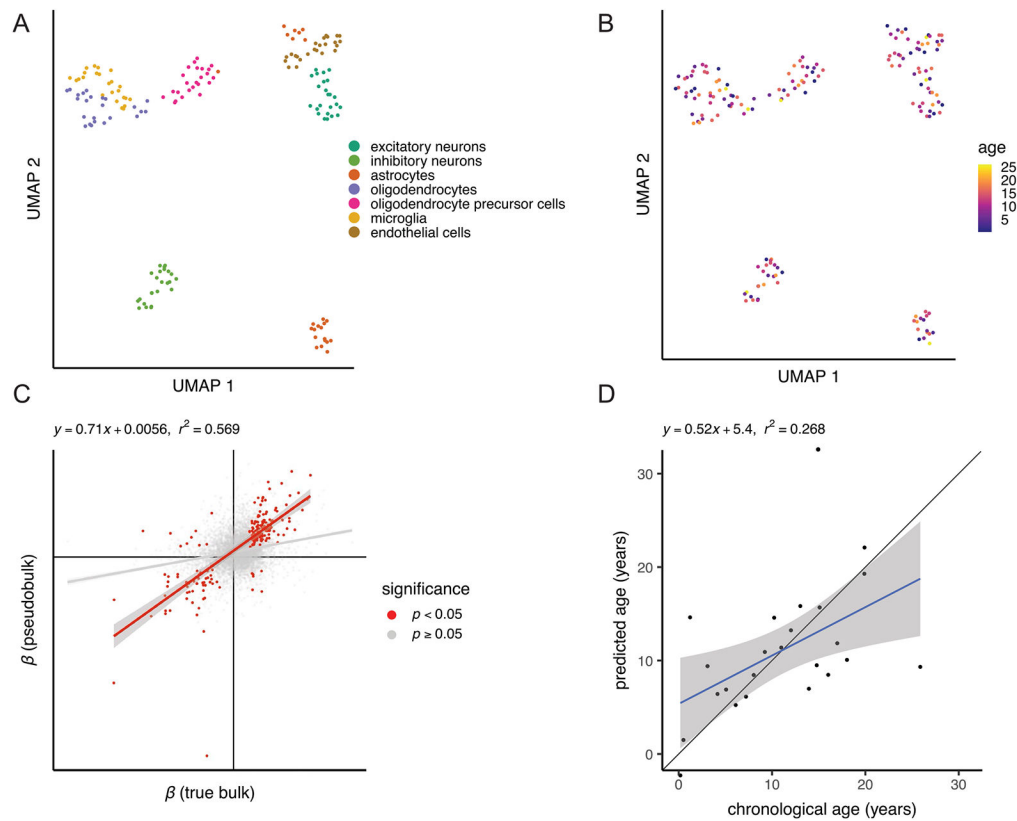 A
UMAP 2
UMAP 1
excitatory neurons
inhibitory neurons
astrocytes
oligodendrocytes
oligodendrocyte precursor cells
microglia
endothelial cells
B
UMAP 2
UMAP 1
age
25
20
15
10
5
C
y = 0.71x + 0.0056, r² = 0.569
β (pseudobulk)
β (true bulk)
significance
p < 0.05
p ≥ 0.05
D
y = 0.52x + 5.4, r² = 0.268
predicted age (years)
30
20
10
0
0 10 20 30
chronological age (years)